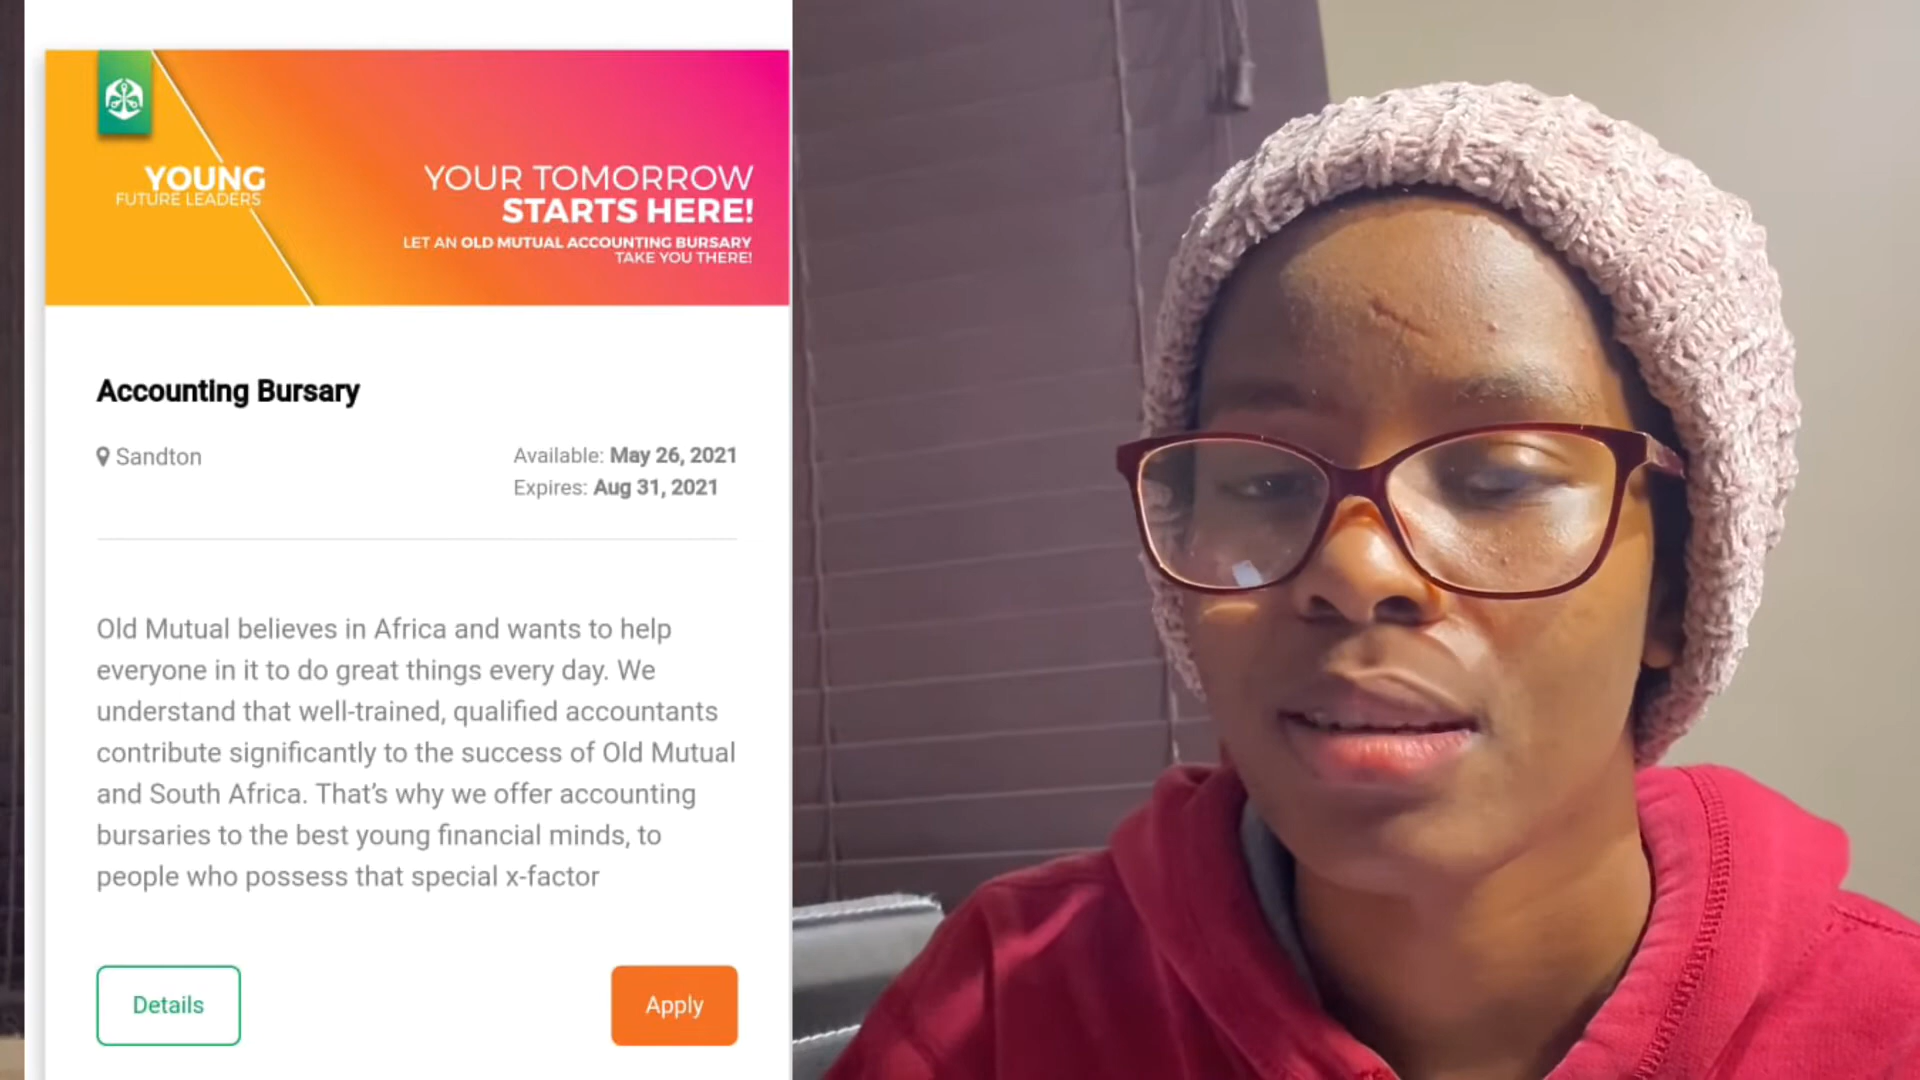 YOUNG
FUTURE LEADERS
YOUR TOMORROW
STARTS HERE!
LET AN OLD MUTUAL ACCOUNTING BURSARY
TAKE YOU THERE!
Accounting Bursary
Sandton
Available: May 26, 2021
Expires: Aug 31, 2021
Old Mutual believes in Africa and wants to help
everyone in it to do great things every day. We
understand that well-trained, qualified accountants
contribute significantly to the success of Old Mutual
and South Africa. That's why we offer accounting
bursaries to the best young financial minds, to
people who possess that special x-factor
Details
Apply